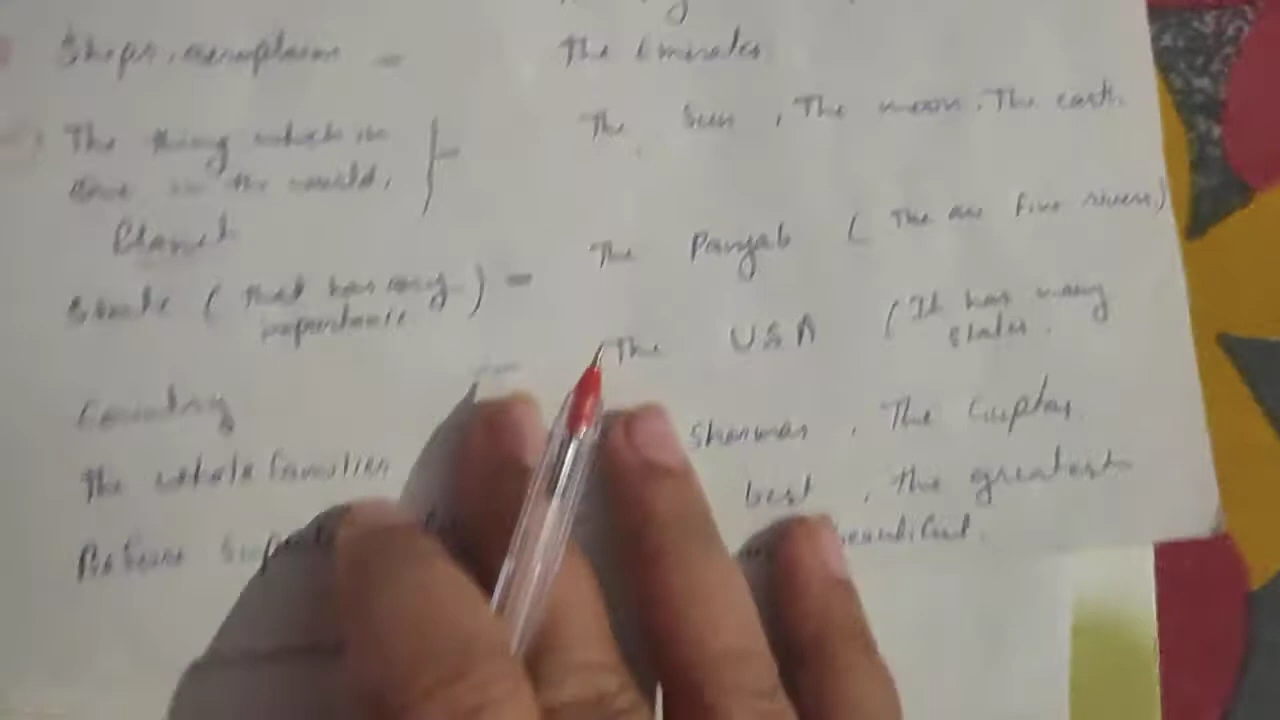 Ships, aeroplanes = The Emirates
The thing which is The Sun, The moon, The earth.
one in the world,
Planet
State (that has any importance) = The Panjab (The are five rivers)
Country The USA (It has many states.
The whole families Sharmas, The Guptas
Before best, the greatest
beautiful.